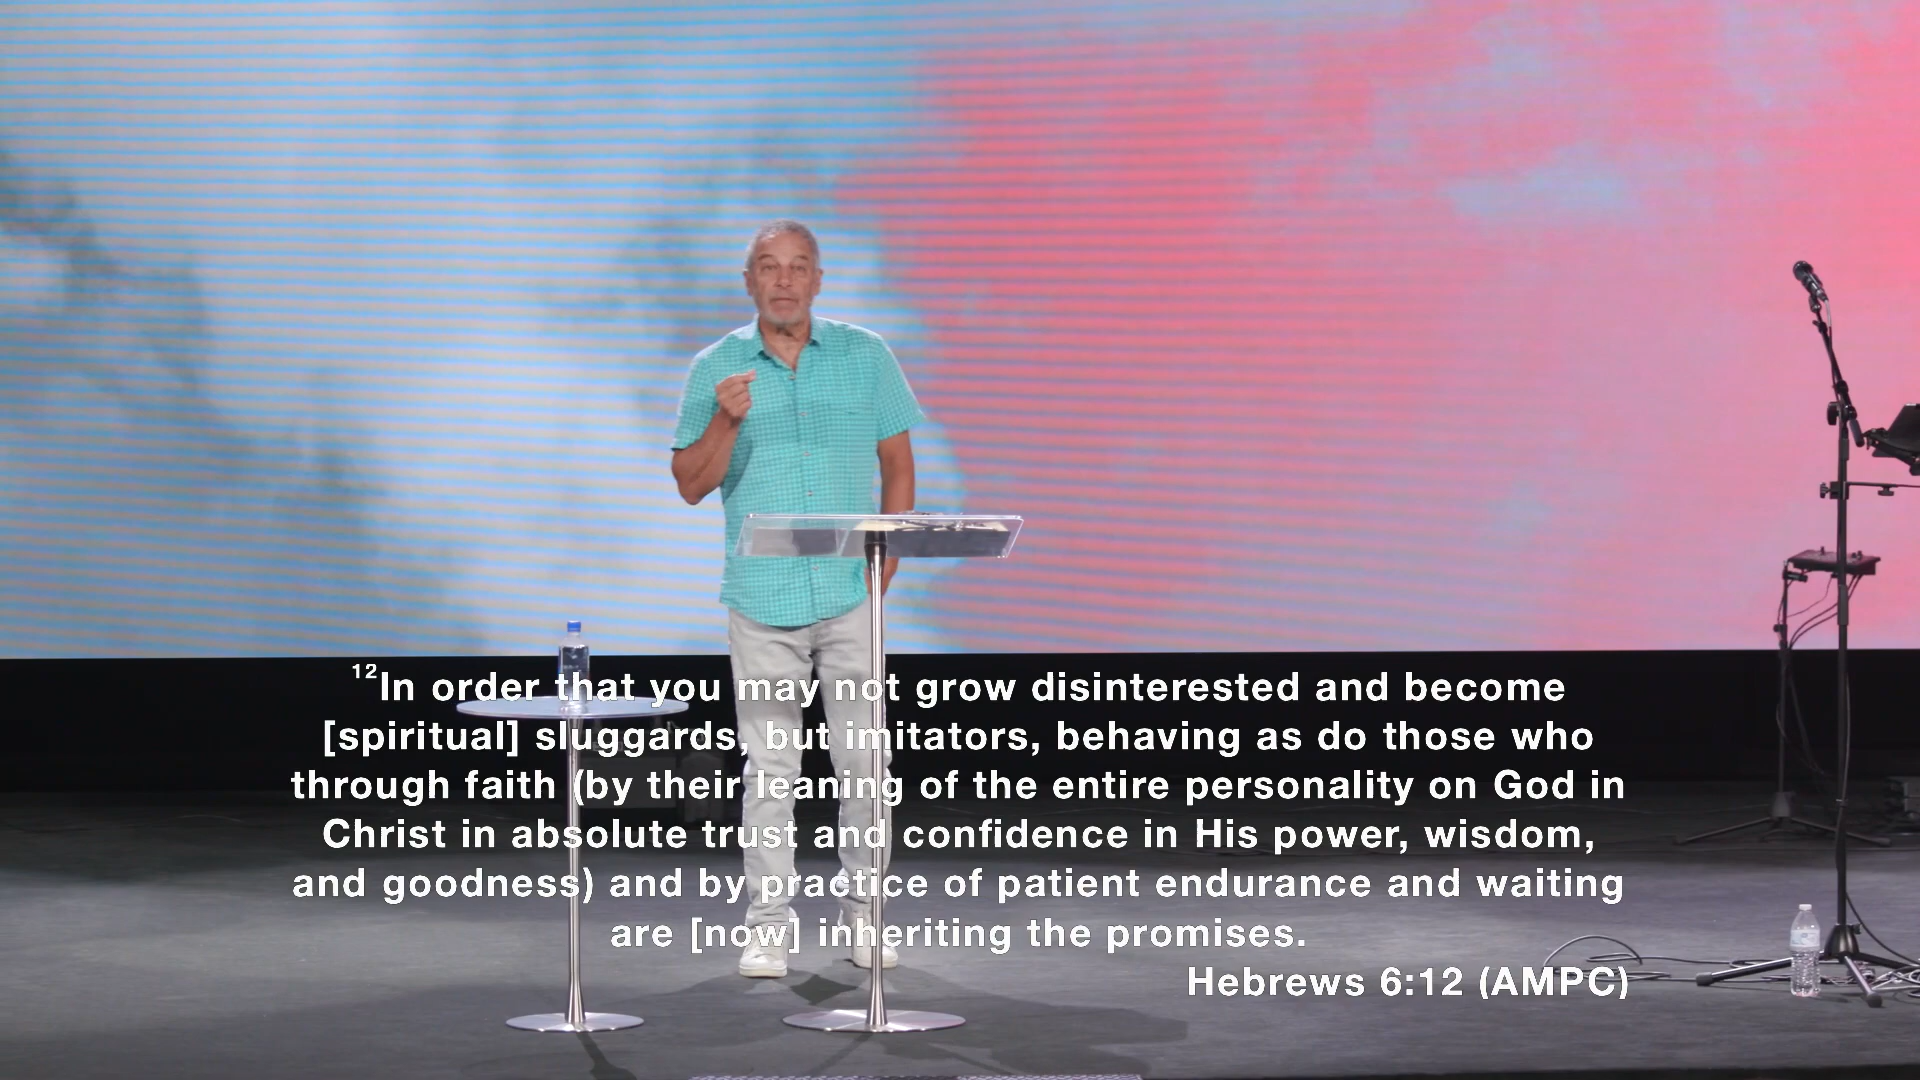 12In order that you may not grow disinterested and become
[spiritual] sluggards, but imitators, behaving as do those who
through faith (by their leaning of the entire personality on God in
Christ in absolute trust and confidence in His power, wisdom,
and goodness) and by practice of patient endurance and waiting
are [now] inheriting the promises.
Hebrews 6:12 (AMPC)